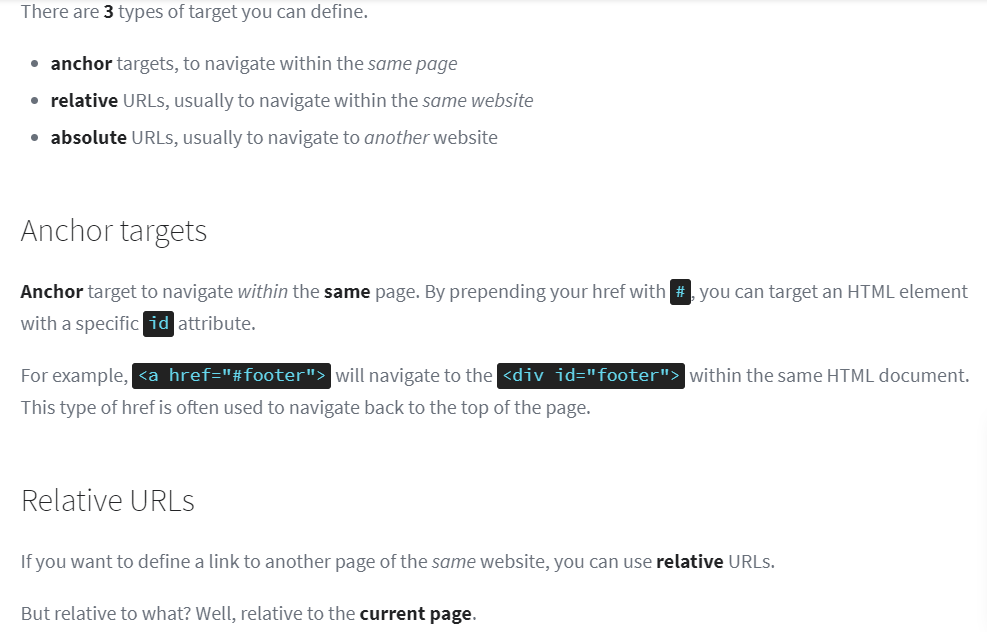 There are 3 types of target you can define.
anchor targets, to navigate within the same page
relative URLs, usually to navigate within the same website
absolute URLs, usually to navigate to another website
Anchor targets
Anchor target to navigate within the same page. By prepending your href with #, you can target an HTML element
with a specific id attribute.
For example, <a href="#footer"> will navigate to the <div id="footer"> within the same HTML document.
This type of href is often used to navigate back to the top of the page.
Relative URLs
If you want to define a link to another page of the same website, you can use relative URLs.
But relative to what? Well, relative to the current page.